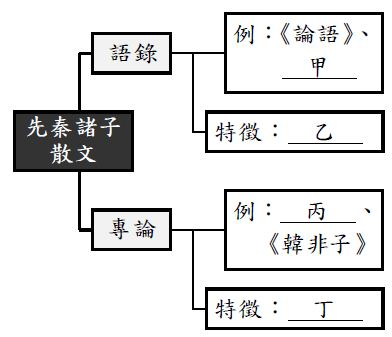 先秦諸子
散文
語錄
例：《論語》、
甲
特徵：乙
專論
例：丙、
《韓非子》
特徵：丁